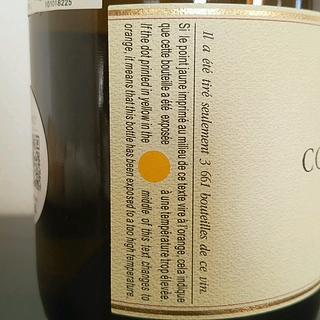 101018225
Il a été tiré seulement 3 661 bouteilles de ce vin.
Si le point jaune imprimé au milieu de ce texte vire à l'orange, cela indique
que cette bouteille a été exposée à une température trop élevée.
If the dot printed in yellow in the middle of this text changes to
orange, it means that this bottle has been exposed to a too high temperature.
CO